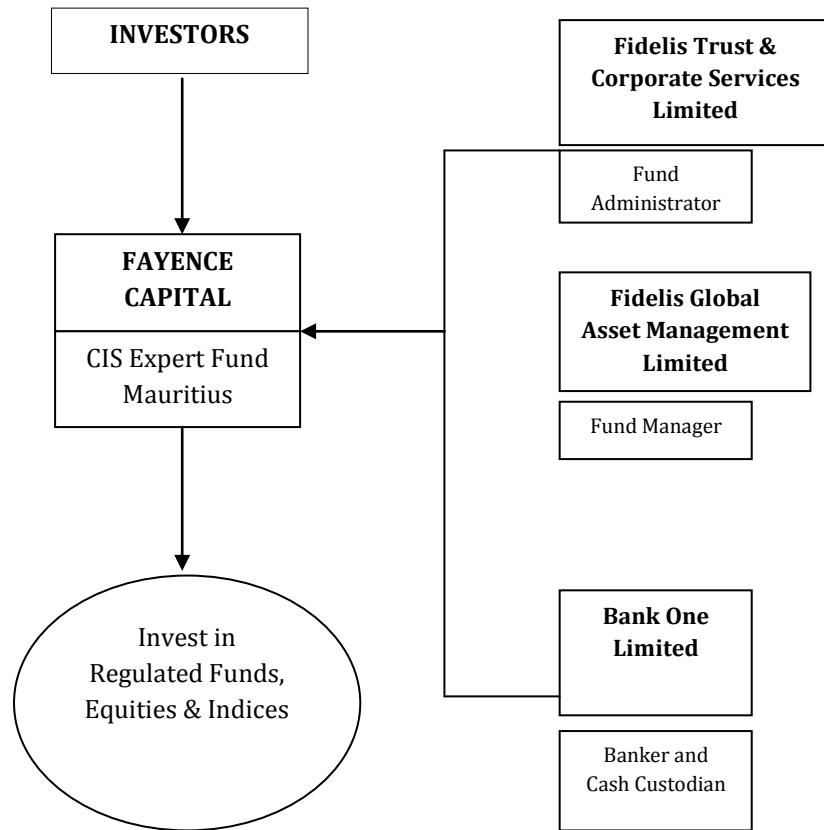 INVESTORS
FAYENCE
CAPITAL
CIS Expert Fund
Mauritius
Invest in
Regulated Funds,
Equities & Indices
Fidelis Trust &
Corporate Services
Limited
Fund
Administrator
Fidelis Global
Asset Management
Limited
Fund Manager
Bank One
Limited
Banker and
Cash Custodian